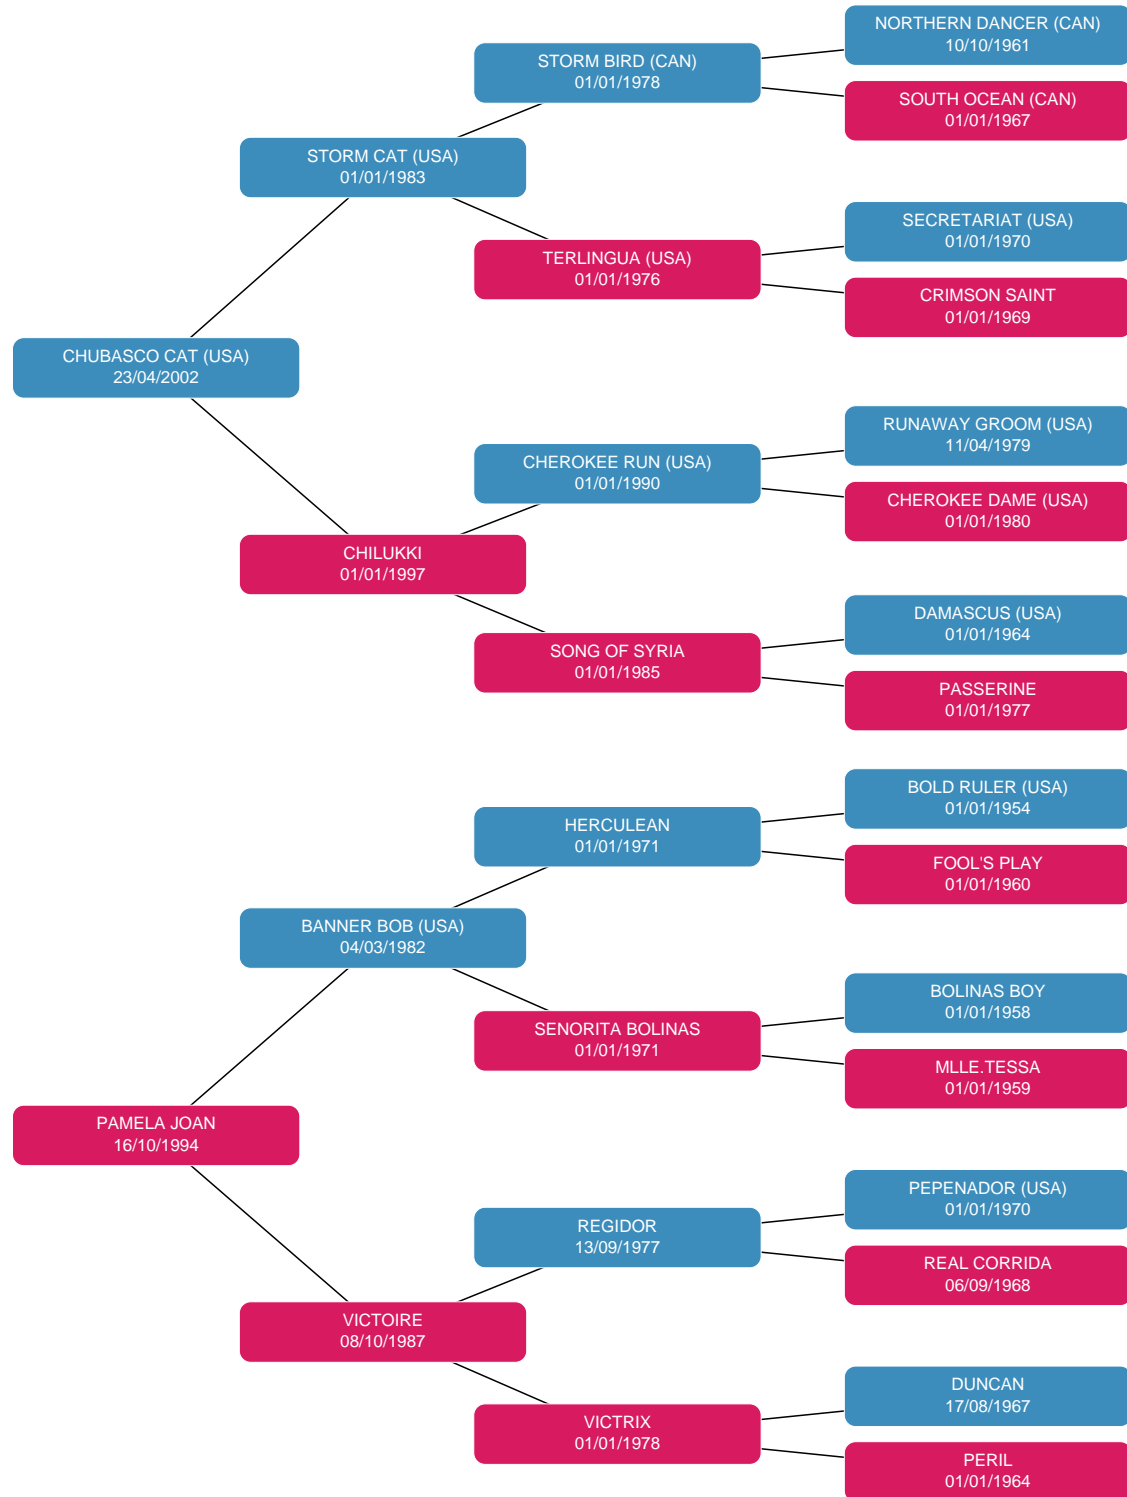 NORTHERN DANCER (CAN)
10/10/1961
STORM BIRD (CAN)
01/01/1978
SOUTH OCEAN (CAN)
01/01/1967
STORM CAT (USA)
01/01/1983
SECRETARIAT (USA)
01/01/1970
TERLINGUA (USA)
01/01/1976
CRIMSON SAINT
01/01/1969
CHUBASCO CAT (USA)
23/04/2002
RUNAWAY GROOM (USA)
11/04/1979
CHEROKEE RUN (USA)
01/01/1990
CHEROKEE DAME (USA)
01/01/1980
CHILUKKI
01/01/1997
DAMASCUS (USA)
01/01/1964
SONG OF SYRIA
01/01/1985
PASSERINE
01/01/1977
BOLD RULER (USA)
01/01/1954
HERCULEAN
01/01/1971
FOOL'S PLAY
01/01/1960
BANNER BOB (USA)
04/03/1982
BOLINAS BOY
01/01/1958
SENORITA BOLINAS
01/01/1971
MLLE.TESSA
01/01/1959
PAMELA JOAN
16/10/1994
PEPENADOR (USA)
01/01/1970
REGIDOR
13/09/1977
REAL CORRIDA
06/09/1968
VICTOIRE
08/10/1987
DUNCAN
17/08/1967
VICTRIX
01/01/1978
PERIL
01/01/1964